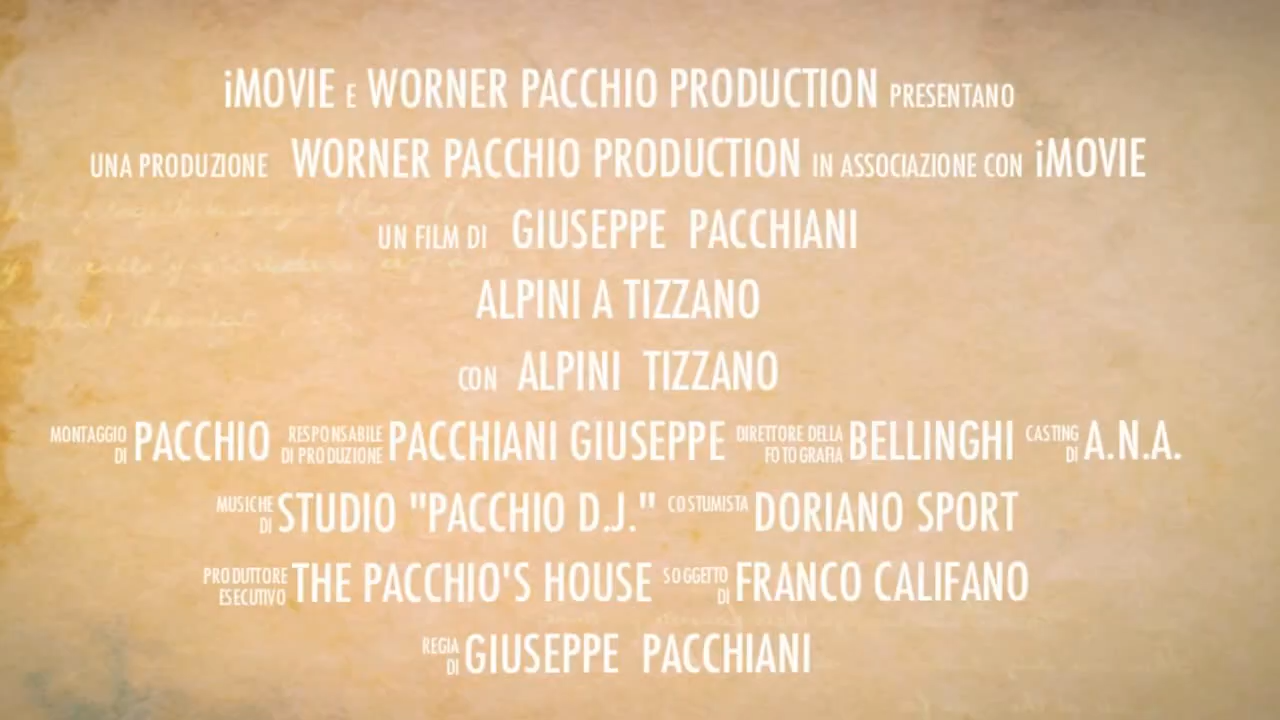 iMOVIE E WORNER PACCHIO PRODUCTION PRESENTANO
UNA PRODUZIONE WORNER PACCHIO PRODUCTION IN ASSOCIAZIONE CON iMOVIE
UN FILM DI GIUSEPPE PACCHIANI
ALPINI A TIZZANO
CON ALPINI TIZZANO
MONTAGGIO DI PACCHIO RESPONSABILE DI PRODUZIONE PACCHIANI GIUSEPPE DIRETTORE DELLA FOTOGRAFIA BELLINGHI CASTING DI A.N.A.
MUSICHE DI STUDIO "PACCHIO D.J." COSTUMISTA DORIANO SPORT
PRODUTTORE ESECUTIVO THE PACCHIO'S HOUSE SOGGETTO DI FRANCO CALIFANO
REGIA DI GIUSEPPE PACCHIANI